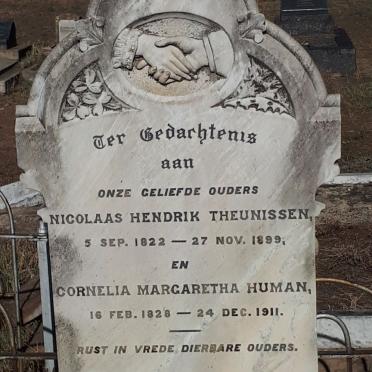 Ter Gedachtenis
aan
ONZE GELIEFDE OUDERS
NICOLAAS HENDRIK THEUNISSEN,
5 SEP. 1822 — 27 NOV. 1899,
EN
CORNELIA MARGARETHA HUMAN,
16 FEB. 1828 — 24 DEC. 1911.
RUST IN VREDE DIERBARE OUDERS.